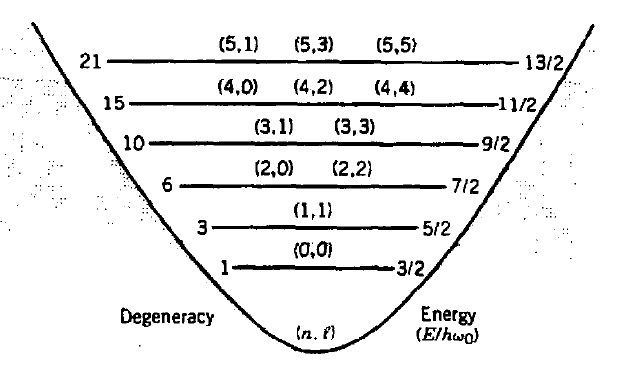 (5,1) (5,3) (5,5)
21 13/2
(4,0) (4,2) (4,4)
15 11/2
(3,1) (3,3)
10 9/2
(2,0) (2,2)
6 7/2
(1,1)
3 5/2
(0,0)
1 3/2
Degeneracy (n, ℓ) Energy
(E/ħω₀)